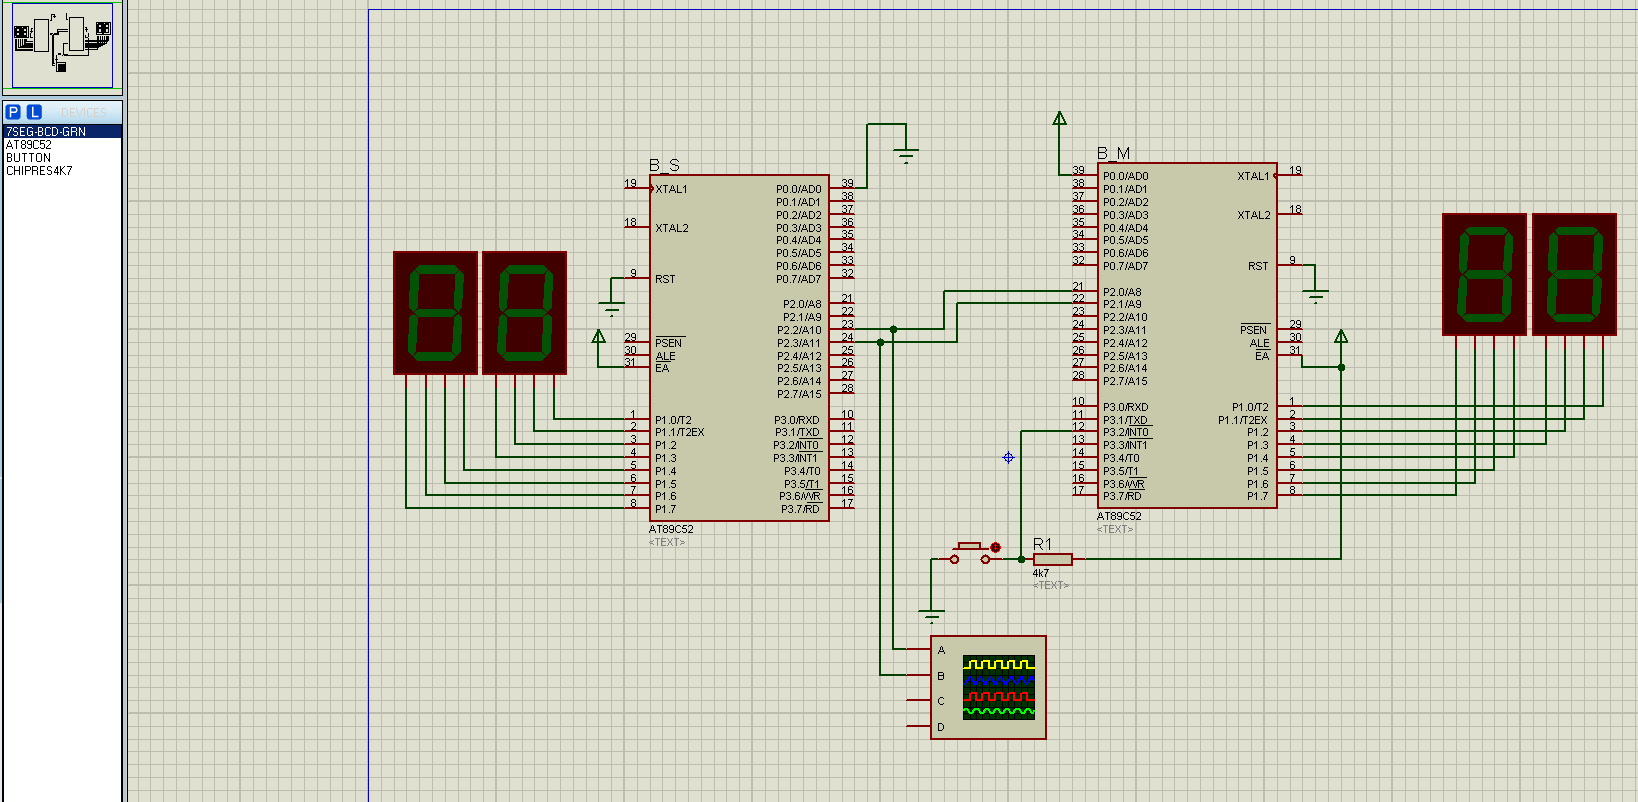 P L DEVICES
7SEG-BCD-GRN
AT89C52
BUTTON
CHIPRES4K7
B_S
19 XTAL1
18 XTAL2
9 RST
29 PSEN
30 ALE
31 EA
1 P1.0/T2
2 P1.1/T2EX
3 P1.2
4 P1.3
5 P1.4
6 P1.5
7 P1.6
8 P1.7
P0.0/AD0 39
P0.1/AD1 38
P0.2/AD2 37
P0.3/AD3 36
P0.4/AD4 35
P0.5/AD5 34
P0.6/AD6 33
P0.7/AD7 32
P2.0/A8 21
P2.1/A9 22
P2.2/A10 23
P2.3/A11 24
P2.4/A12 25
P2.5/A13 26
P2.6/A14 27
P2.7/A15 28
P3.0/RXD 10
P3.1/TXD 11
P3.2/INT0 12
P3.3/INT1 13
P3.4/T0 14
P3.5/T1 15
P3.6/WR 16
P3.7/RD 17
AT89C52
<TEXT>
B_M
39 P0.0/AD0
38 P0.1/AD1
37 P0.2/AD2
36 P0.3/AD3
35 P0.4/AD4
34 P0.5/AD5
33 P0.6/AD6
32 P0.7/AD7
21 P2.0/A8
22 P2.1/A9
23 P2.2/A10
24 P2.3/A11
25 P2.4/A12
26 P2.5/A13
27 P2.6/A14
28 P2.7/A15
10 P3.0/RXD
11 P3.1/TXD
12 P3.2/INT0
13 P3.3/INT1
14 P3.4/T0
15 P3.5/T1
16 P3.6/WR
17 P3.7/RD
XTAL1 19
XTAL2 18
RST 9
PSEN 29
ALE 30
EA 31
P1.0/T2 1
P1.1/T2EX 2
P1.2 3
P1.3 4
P1.4 5
P1.5 6
P1.6 7
P1.7 8
AT89C52
<TEXT>
R1
4k7
<TEXT>
A
B
C
D